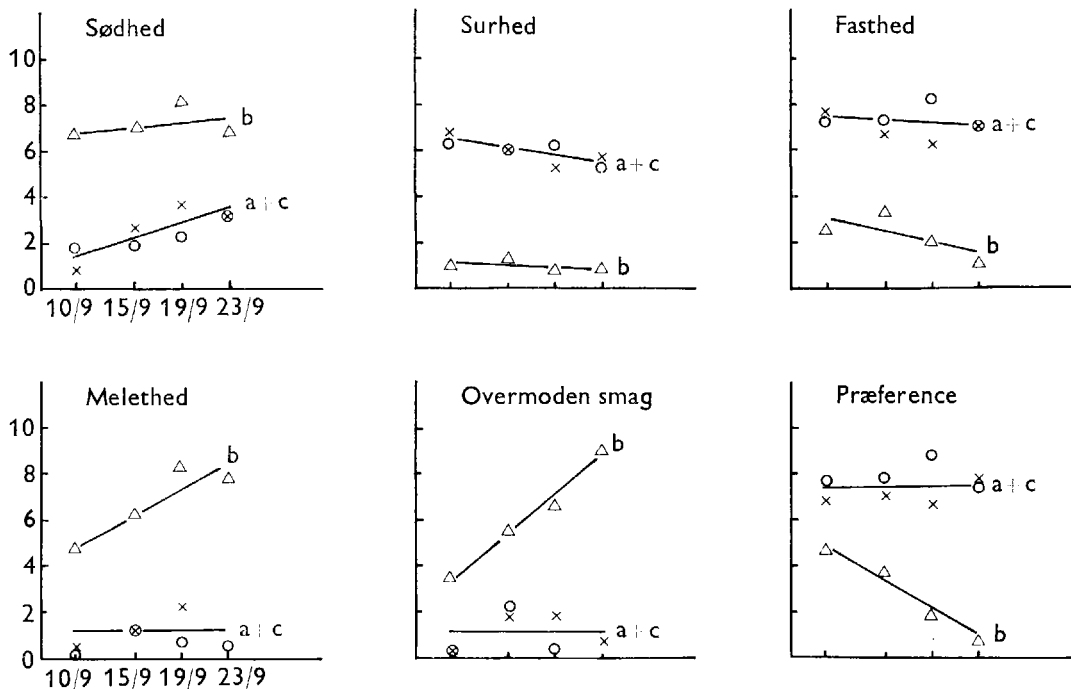 Sødhed
10
8
6
4
2
0
b
a + c
10/9 15/9 19/9 23/9
Surhed
a + c
b
Fasthed
a + c
b
Melethed
10
8
6
4
2
0
b
a + c
10/9 15/9 19/9 23/9
Overmoden smag
b
a + c
Præference
a + c
b